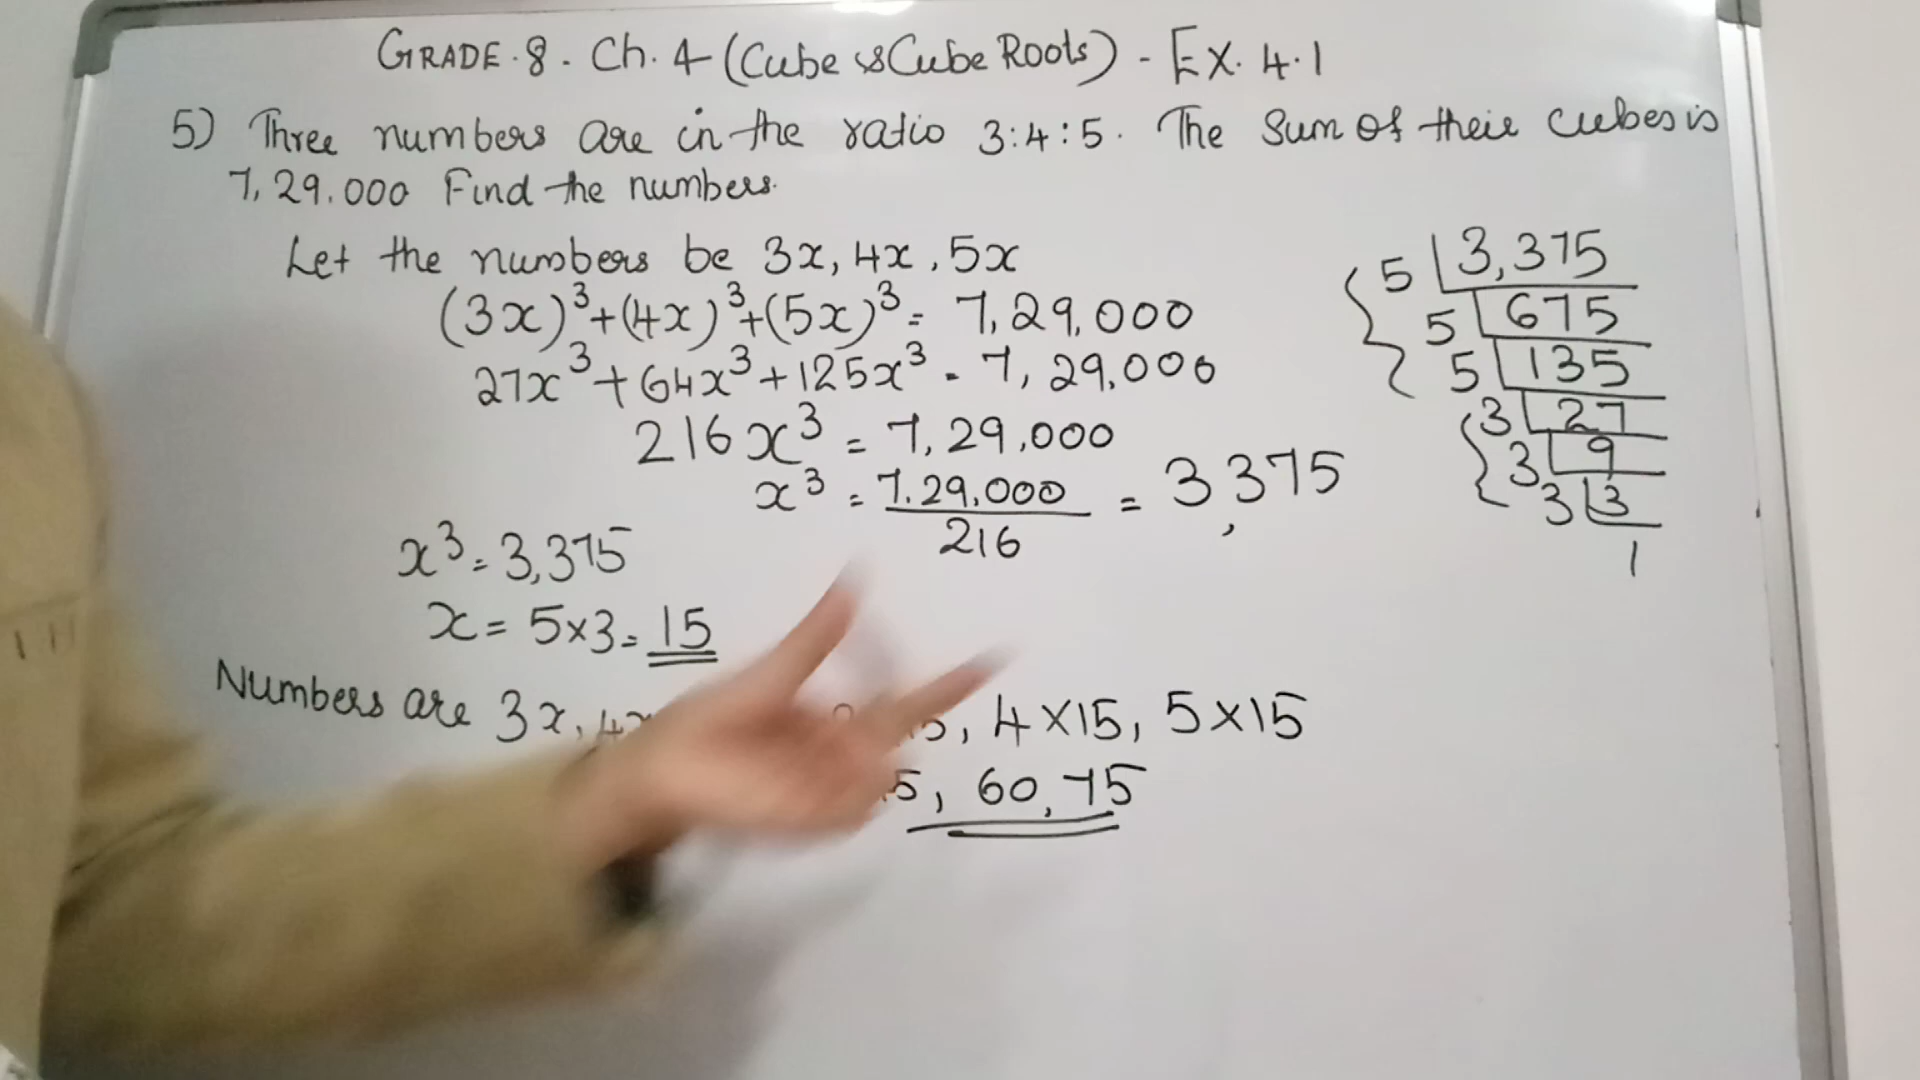 GRADE.8. Ch. 4 (Cube & Cube Roots) - Ex. 4.1
5) Three numbers are in the ratio 3:4:5. The sum of their cubes is
7,29,000 Find the numbers.
Let the numbers be 3x, 4x, 5x
(3x)³+(4x)³+(5x)³= 7,29,000
27x³+64x³+125x³= 7,29,000
216x³ = 7,29,000
x³ = 7,29,000/216 = 3,375
x³=3,375
x = 5×3= 15
Numbers are 3x, 4x 5, 4×15, 5×15
5, 60, 75
5 3,375
5 675
5 135
3 27
3 9
3 3
1